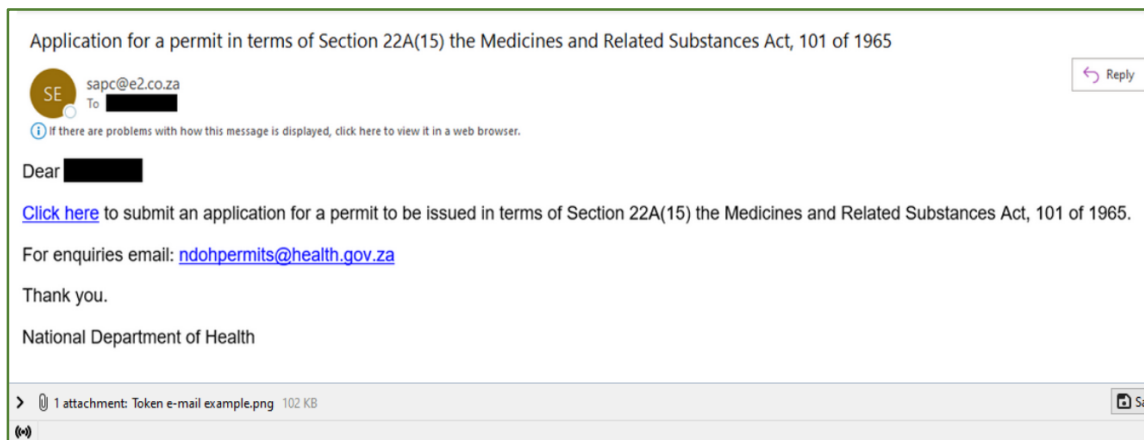 Application for a permit in terms of Section 22A(15) the Medicines and Related Substances Act, 101 of 1965
SE
sapc@e2.co.za
Reply
To
If there are problems with how this message is displayed, click here to view it in a web browser.
Dear
Click here to submit an application for a permit to be issued in terms of Section 22A(15) the Medicines and Related Substances Act, 101 of 1965.
For enquiries email: ndohpermits@health.gov.za
Thank you.
National Department of Health
1 attachment: Token e-mail example.png 102 KB